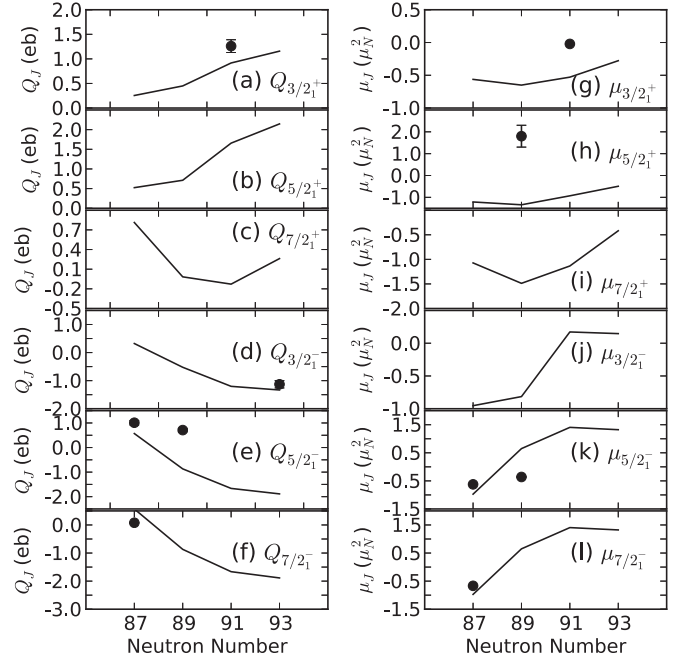 Q_J (eb)
2.0
1.5
1.0
0.5
0.0
(a) Q_{3/2_1^+}
Q_J (eb)
2.0
1.5
1.0
0.5
0.0
(b) Q_{5/2_1^+}
Q_J (eb)
0.7
0.4
0.1
-0.2
-0.5
(c) Q_{7/2_1^+}
Q_J (eb)
1.0
0.0
-1.0
-2.0
(d) Q_{3/2_1^-}
Q_J (eb)
1.0
0.0
-1.0
-2.0
(e) Q_{5/2_1^-}
Q_J (eb)
0.0
-1.0
-2.0
-3.0
(f) Q_{7/2_1^-}
87 89 91 93
Neutron Number
μ_J (μ_N^2)
0.5
0.0
-0.5
-1.0
(g) μ_{3/2_1^+}
μ_J (μ_N^2)
2.0
1.0
0.0
-1.0
(h) μ_{5/2_1^+}
μ_J (μ_N^2)
-0.5
-1.0
-1.5
-2.0
(i) μ_{7/2_1^+}
μ_J (μ_N^2)
0.0
-0.5
-1.0
(j) μ_{3/2_1^-}
μ_J (μ_N^2)
1.5
0.5
-0.5
-1.5
(k) μ_{5/2_1^-}
μ_J (μ_N^2)
1.5
0.5
-0.5
-1.5
(l) μ_{7/2_1^-}
87 89 91 93
Neutron Number